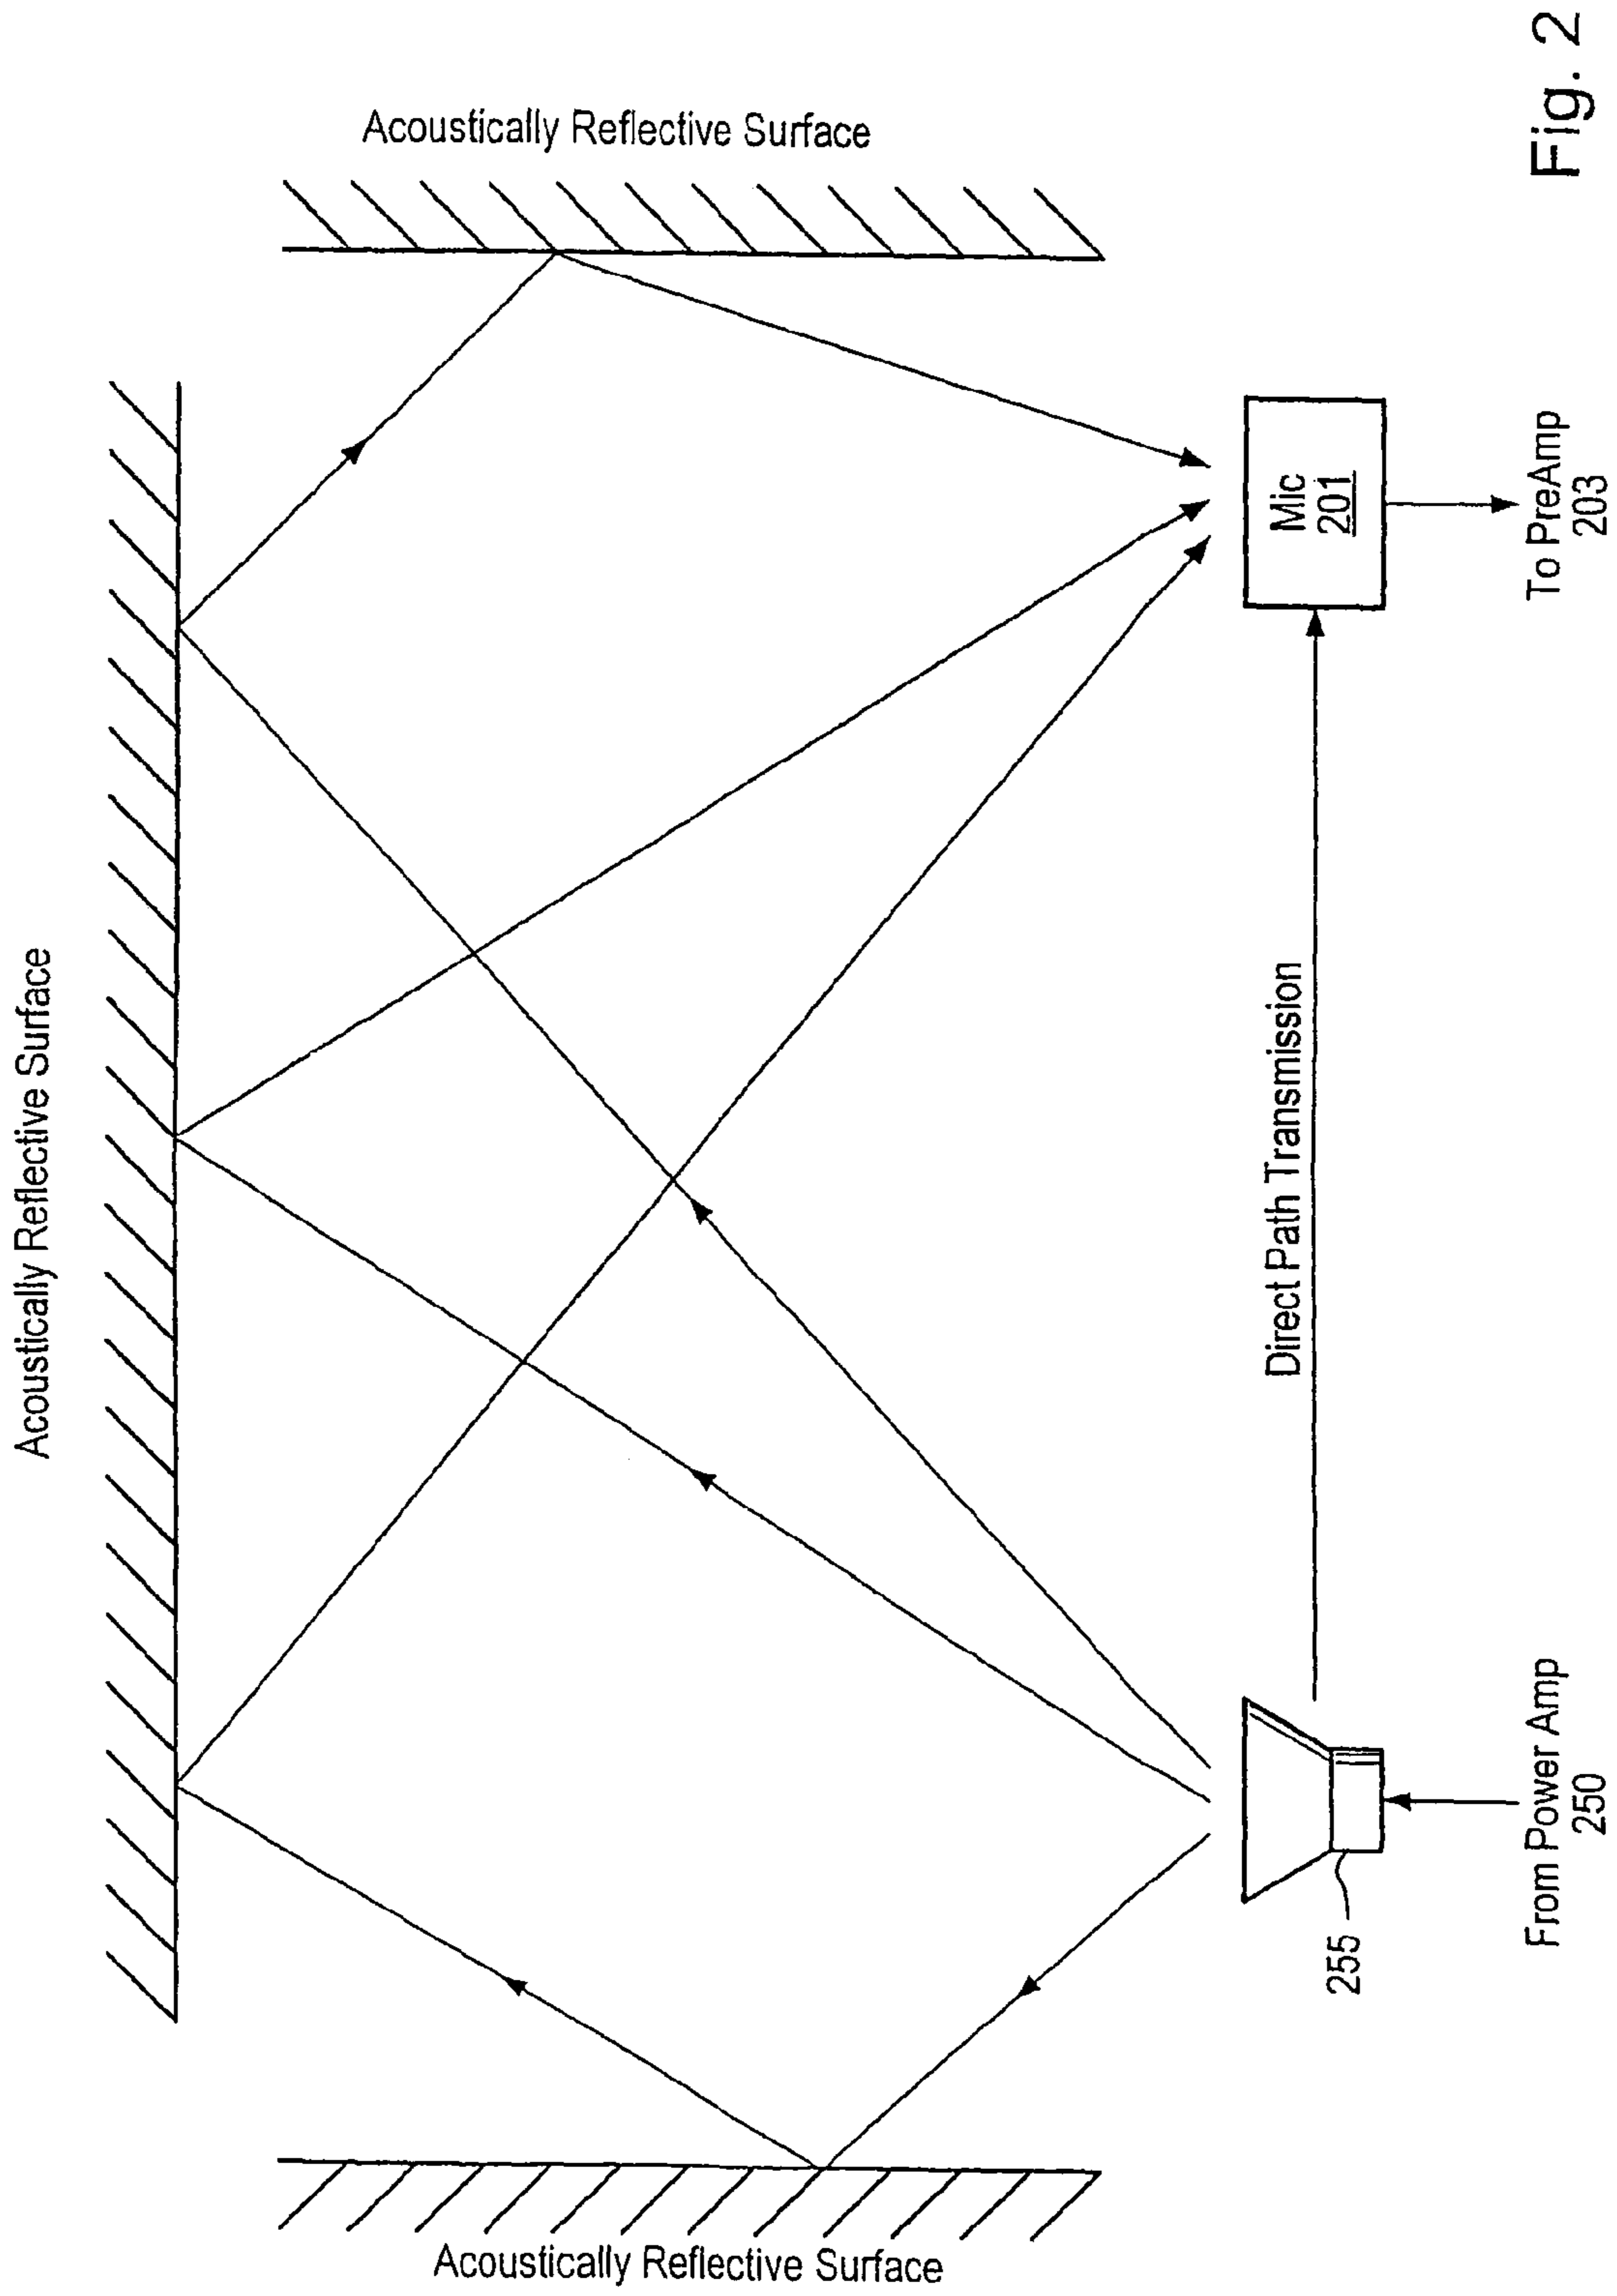 Acoustically Reflective Surface
Acoustically Reflective Surface
Acoustically Reflective Surface
Direct Path Transmission
Mic
201
255
From Power Amp
250
To PreAmp
203
Fig. 2